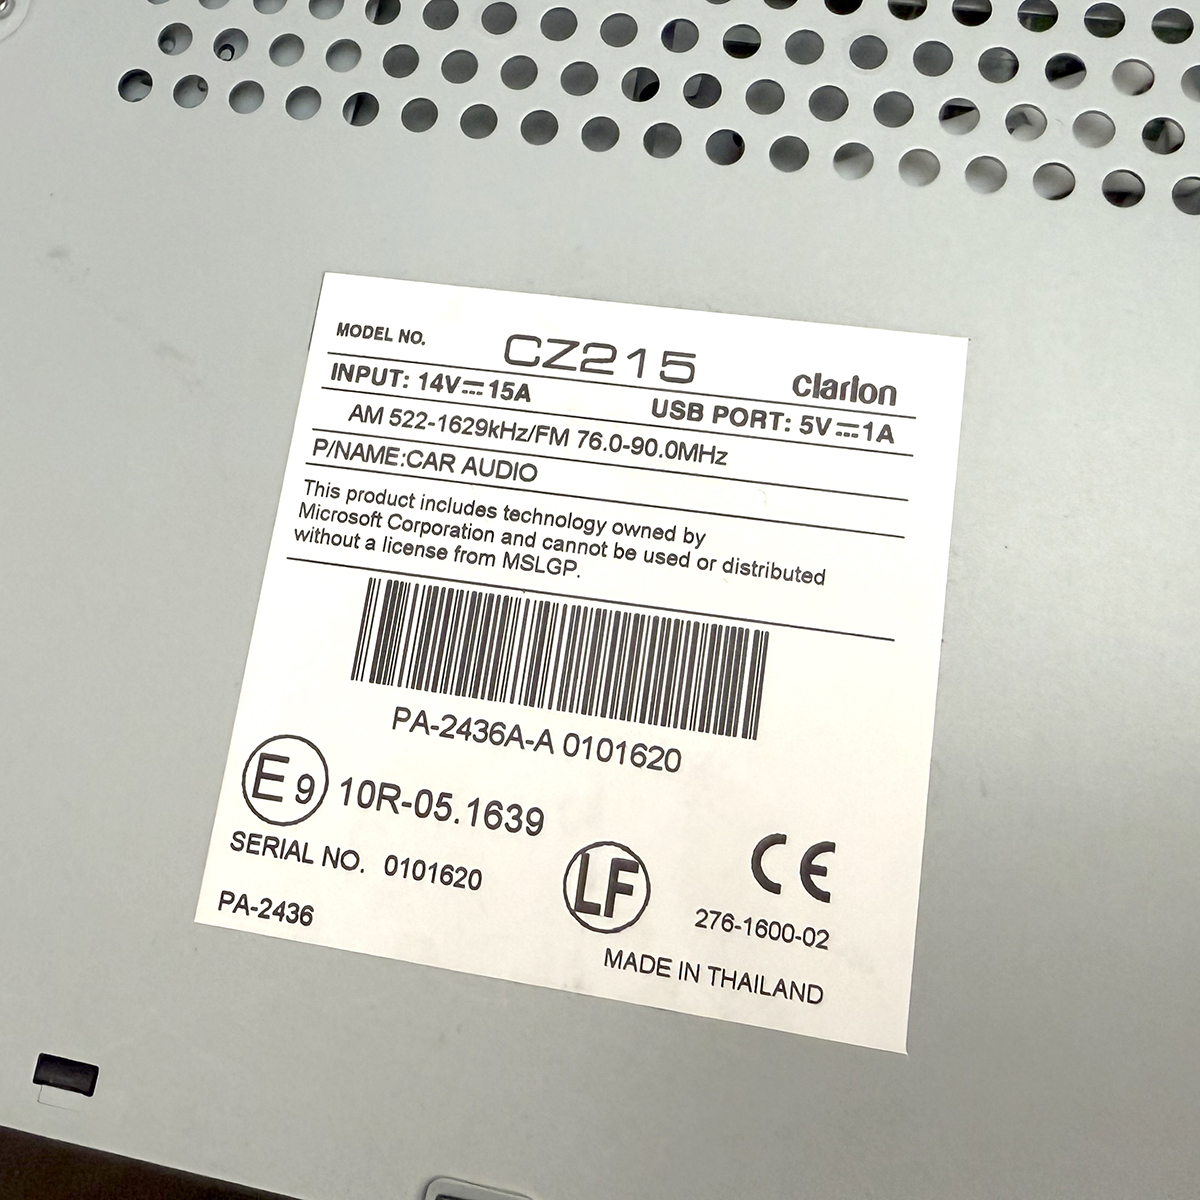 MODEL NO. CZ215 clarion
INPUT: 14V⎓15A USB PORT: 5V⎓1A
AM 522-1629kHz/FM 76.0-90.0MHz
P/NAME:CAR AUDIO
This product includes technology owned by
Microsoft Corporation and cannot be used or distributed
without a license from MSLGP.
PA-2436A-A 0101620
E9 10R-05.1639
SERIAL NO. 0101620
LF
CE
PA-2436
276-1600-02
MADE IN THAILAND